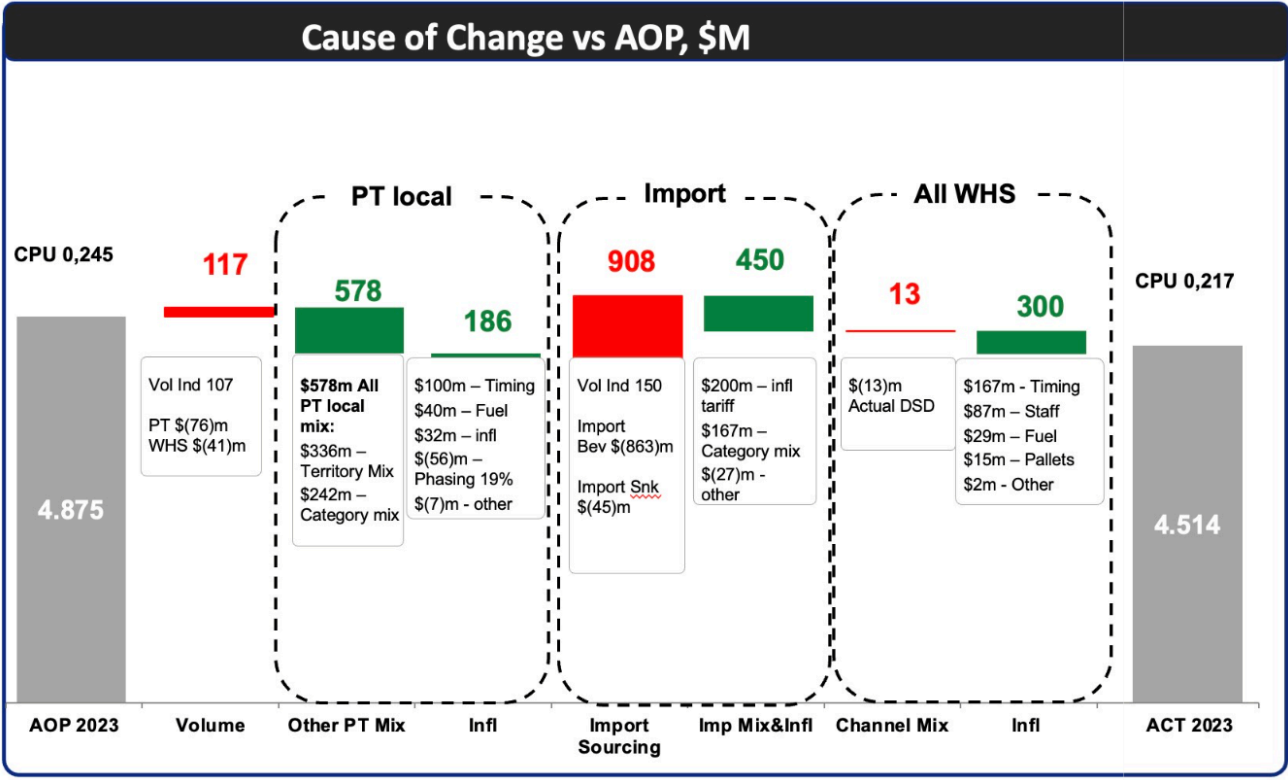 Cause of Change vs AOP, $M
PT local
Import
All WHS
CPU 0,245
117
578
186
908
450
13
300
CPU 0,217
4.875
Vol Ind 107
PT $(76)m
WHS $(41)m
$578m All
PT local
mix:
$336m –
Territory Mix
$242m –
Category mix
$100m – Timing
$40m – Fuel
$32m – infl
$(56)m –
Phasing 19%
$(7)m - other
Vol Ind 150
Import
Bev $(863)m
Import Snk
$(45)m
$200m – infl
tariff
$167m –
Category mix
$(27)m -
other
$(13)m
Actual DSD
$167m - Timing
$87m – Staff
$29m – Fuel
$15m – Pallets
$2m - Other
4.514
AOP 2023
Volume
Other PT Mix
Infl
Import
Sourcing
Imp Mix&Infl
Channel Mix
Infl
ACT 2023